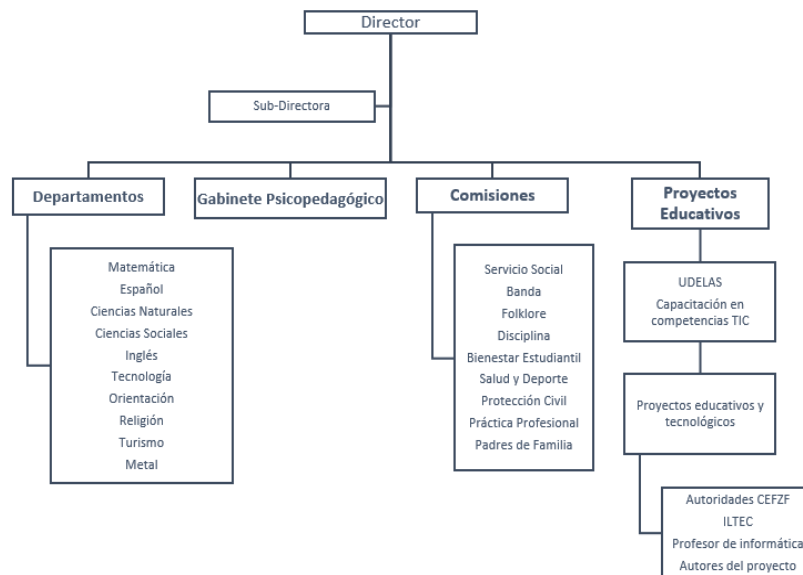 Director
Sub-Directora
Departamentos
Gabinete Psicopedagógico
Comisiones
Proyectos
Educativos
Matemática
Español
Ciencias Naturales
Ciencias Sociales
Inglés
Tecnología
Orientación
Religión
Turismo
Metal
Servicio Social
Banda
Folklore
Disciplina
Bienestar Estudiantil
Salud y Deporte
Protección Civil
Práctica Profesional
Padres de Familia
UDELAS
Capacitación en
competencias TIC
Proyectos educativos y
tecnológicos
Autoridades CEFZF
ILTEC
Profesor de informática
Autores del proyecto